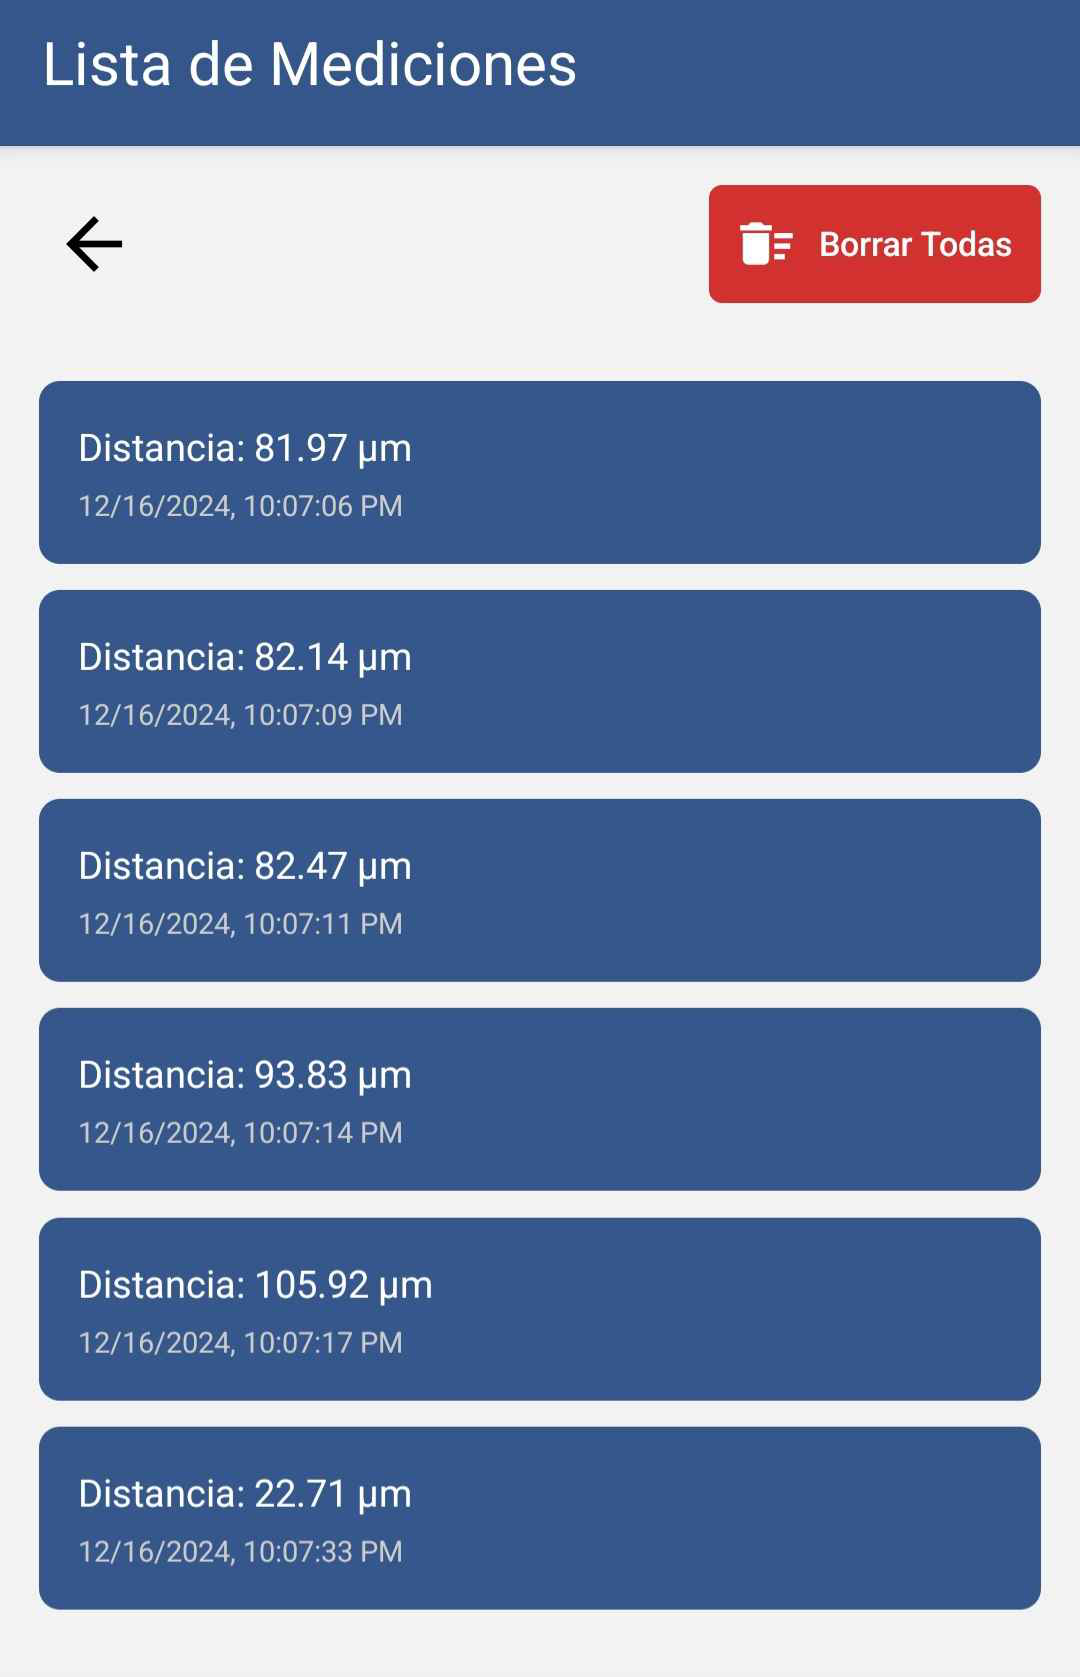 Lista de Mediciones
Borrar Todas
Distancia: 81.97 µm
12/16/2024, 10:07:06 PM
Distancia: 82.14 µm
12/16/2024, 10:07:09 PM
Distancia: 82.47 µm
12/16/2024, 10:07:11 PM
Distancia: 93.83 µm
12/16/2024, 10:07:14 PM
Distancia: 105.92 µm
12/16/2024, 10:07:17 PM
Distancia: 22.71 µm
12/16/2024, 10:07:33 PM